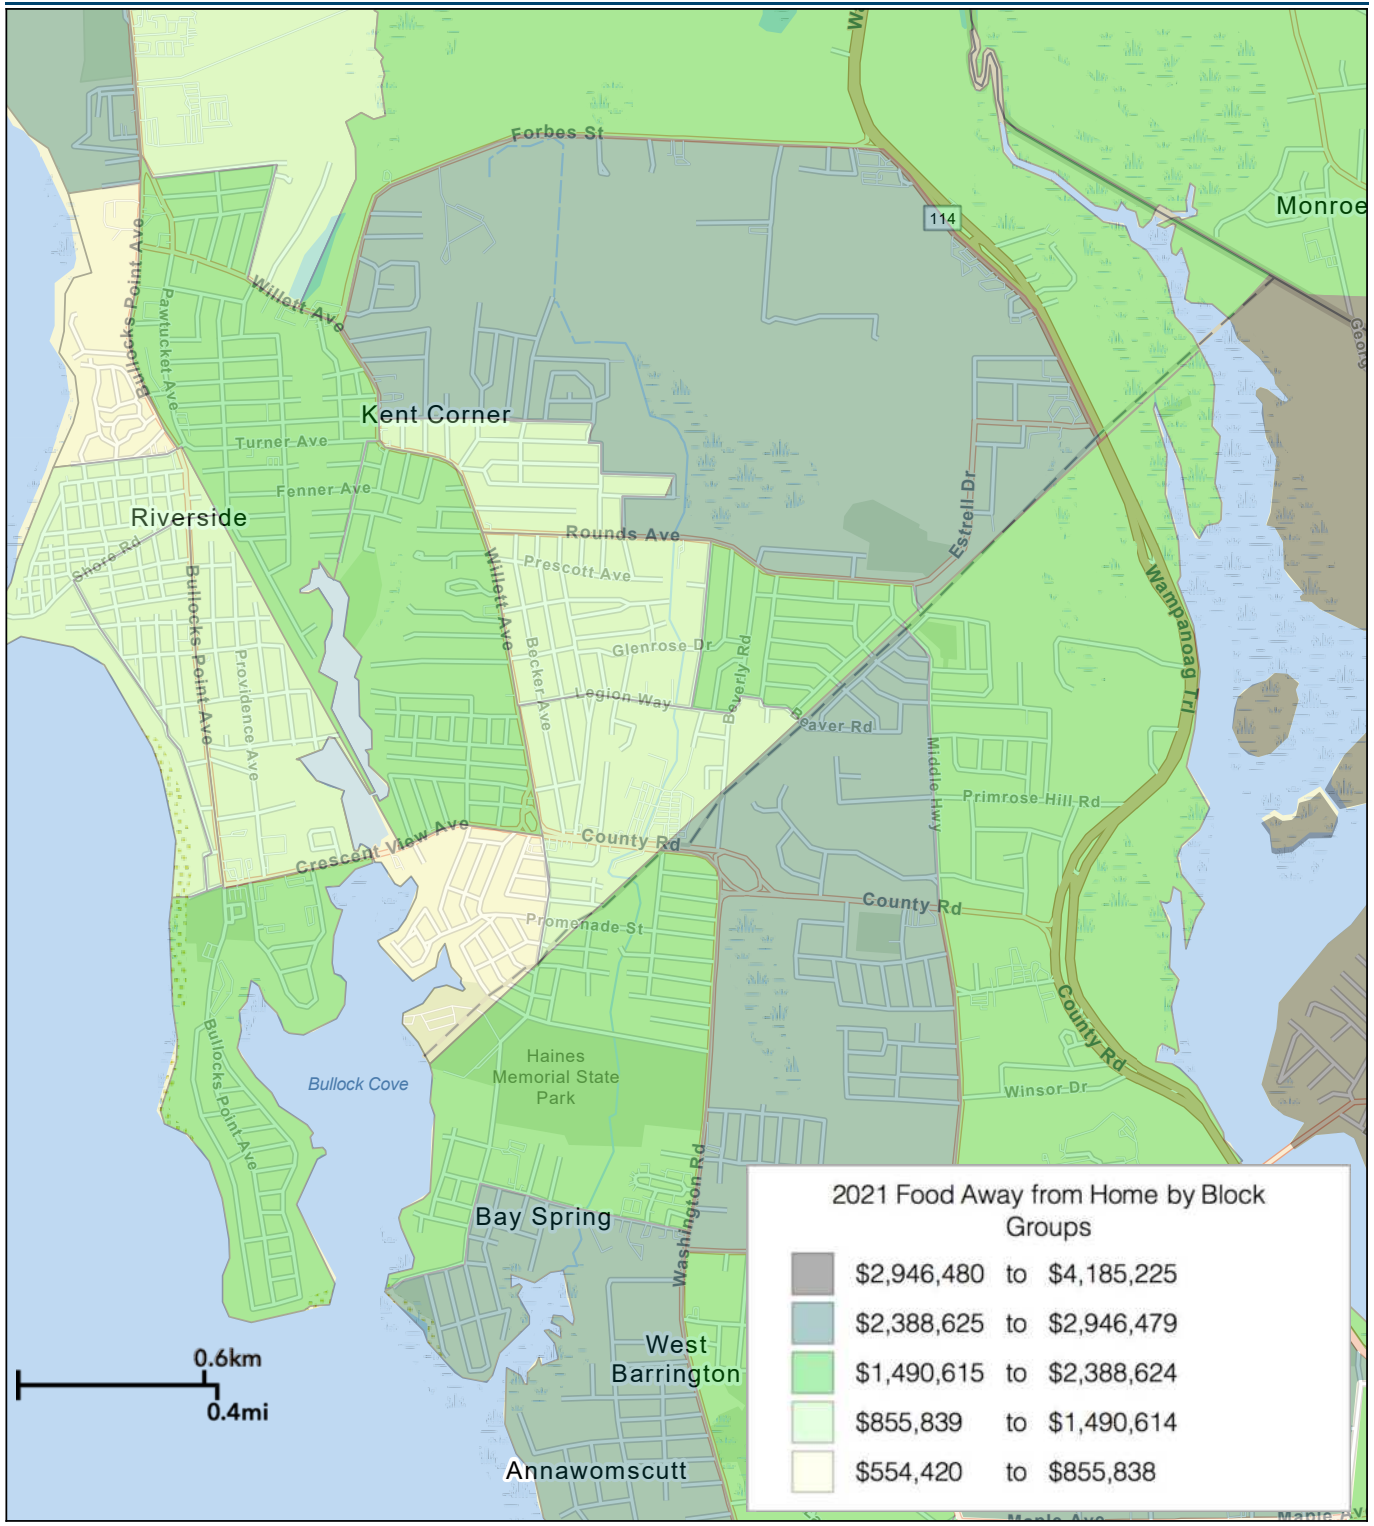 Wa
Forbes St
114
Monroe
Bullocks Point Ave
Pawtucket Ave
Willett Ave
Georg
Kent Corner
Turner Ave
Fenner Ave
Riverside
Shore Rd
Rounds Ave
Estrell Dr
Prescott Ave
Willett Ave
Wampanoag Trl
Bullocks Point Ave
Providence Ave
Becker Ave
Glenrose Dr
Beverly Rd
Legion Way
Beaver Rd
Middle Hwy
Primrose Hill Rd
Crescent View Ave
County Rd
County Rd
Promenade St
County Rd
Bullocks Point Ave
Bullock Cove
Haines
Memorial State
Park
Winsor Dr
Washington Rd
Bay Spring
West
Barrington
Annawomscutt
0.6km
0.4mi
2021 Food Away from Home by Block
Groups
$2,946,480 to $4,185,225
$2,388,625 to $2,946,479
$1,490,615 to $2,388,624
$855,839 to $1,490,614
$554,420 to $855,838
Maple Ave
Maple Av